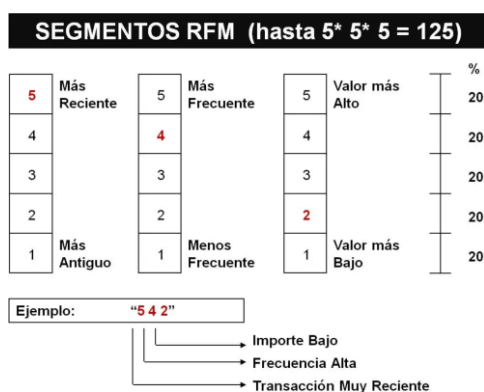 SEGMENTOS RFM (hasta 5* 5* 5 = 125)
%
5 Más Reciente
4
3
2
1 Más Antiguo
5 Más Frecuente
4
3
2
1 Menos Frecuente
5 Valor más Alto
4
3
2
1 Valor más Bajo
20
20
20
20
20
Ejemplo: “5 4 2”
Importe Bajo
Frecuencia Alta
Transacción Muy Reciente